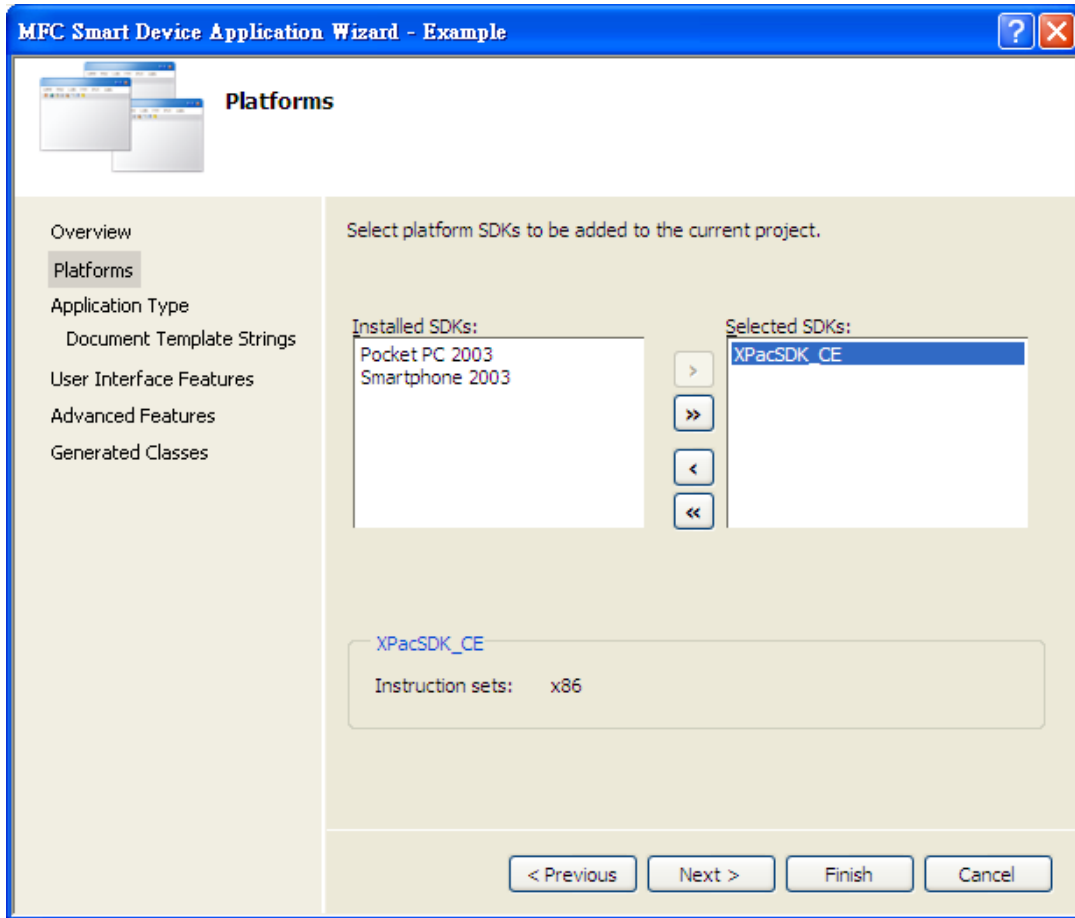 MFC Smart Device Application Wizard - Example
Platforms
Overview
Platforms
Application Type
Document Template Strings
User Interface Features
Advanced Features
Generated Classes
Select platform SDKs to be added to the current project.
Installed SDKs:
Pocket PC 2003
Smartphone 2003
>
>>
<
<<
Selected SDKs:
XPacSDK_CE
XPacSDK_CE
Instruction sets: x86
< Previous
Next >
Finish
Cancel